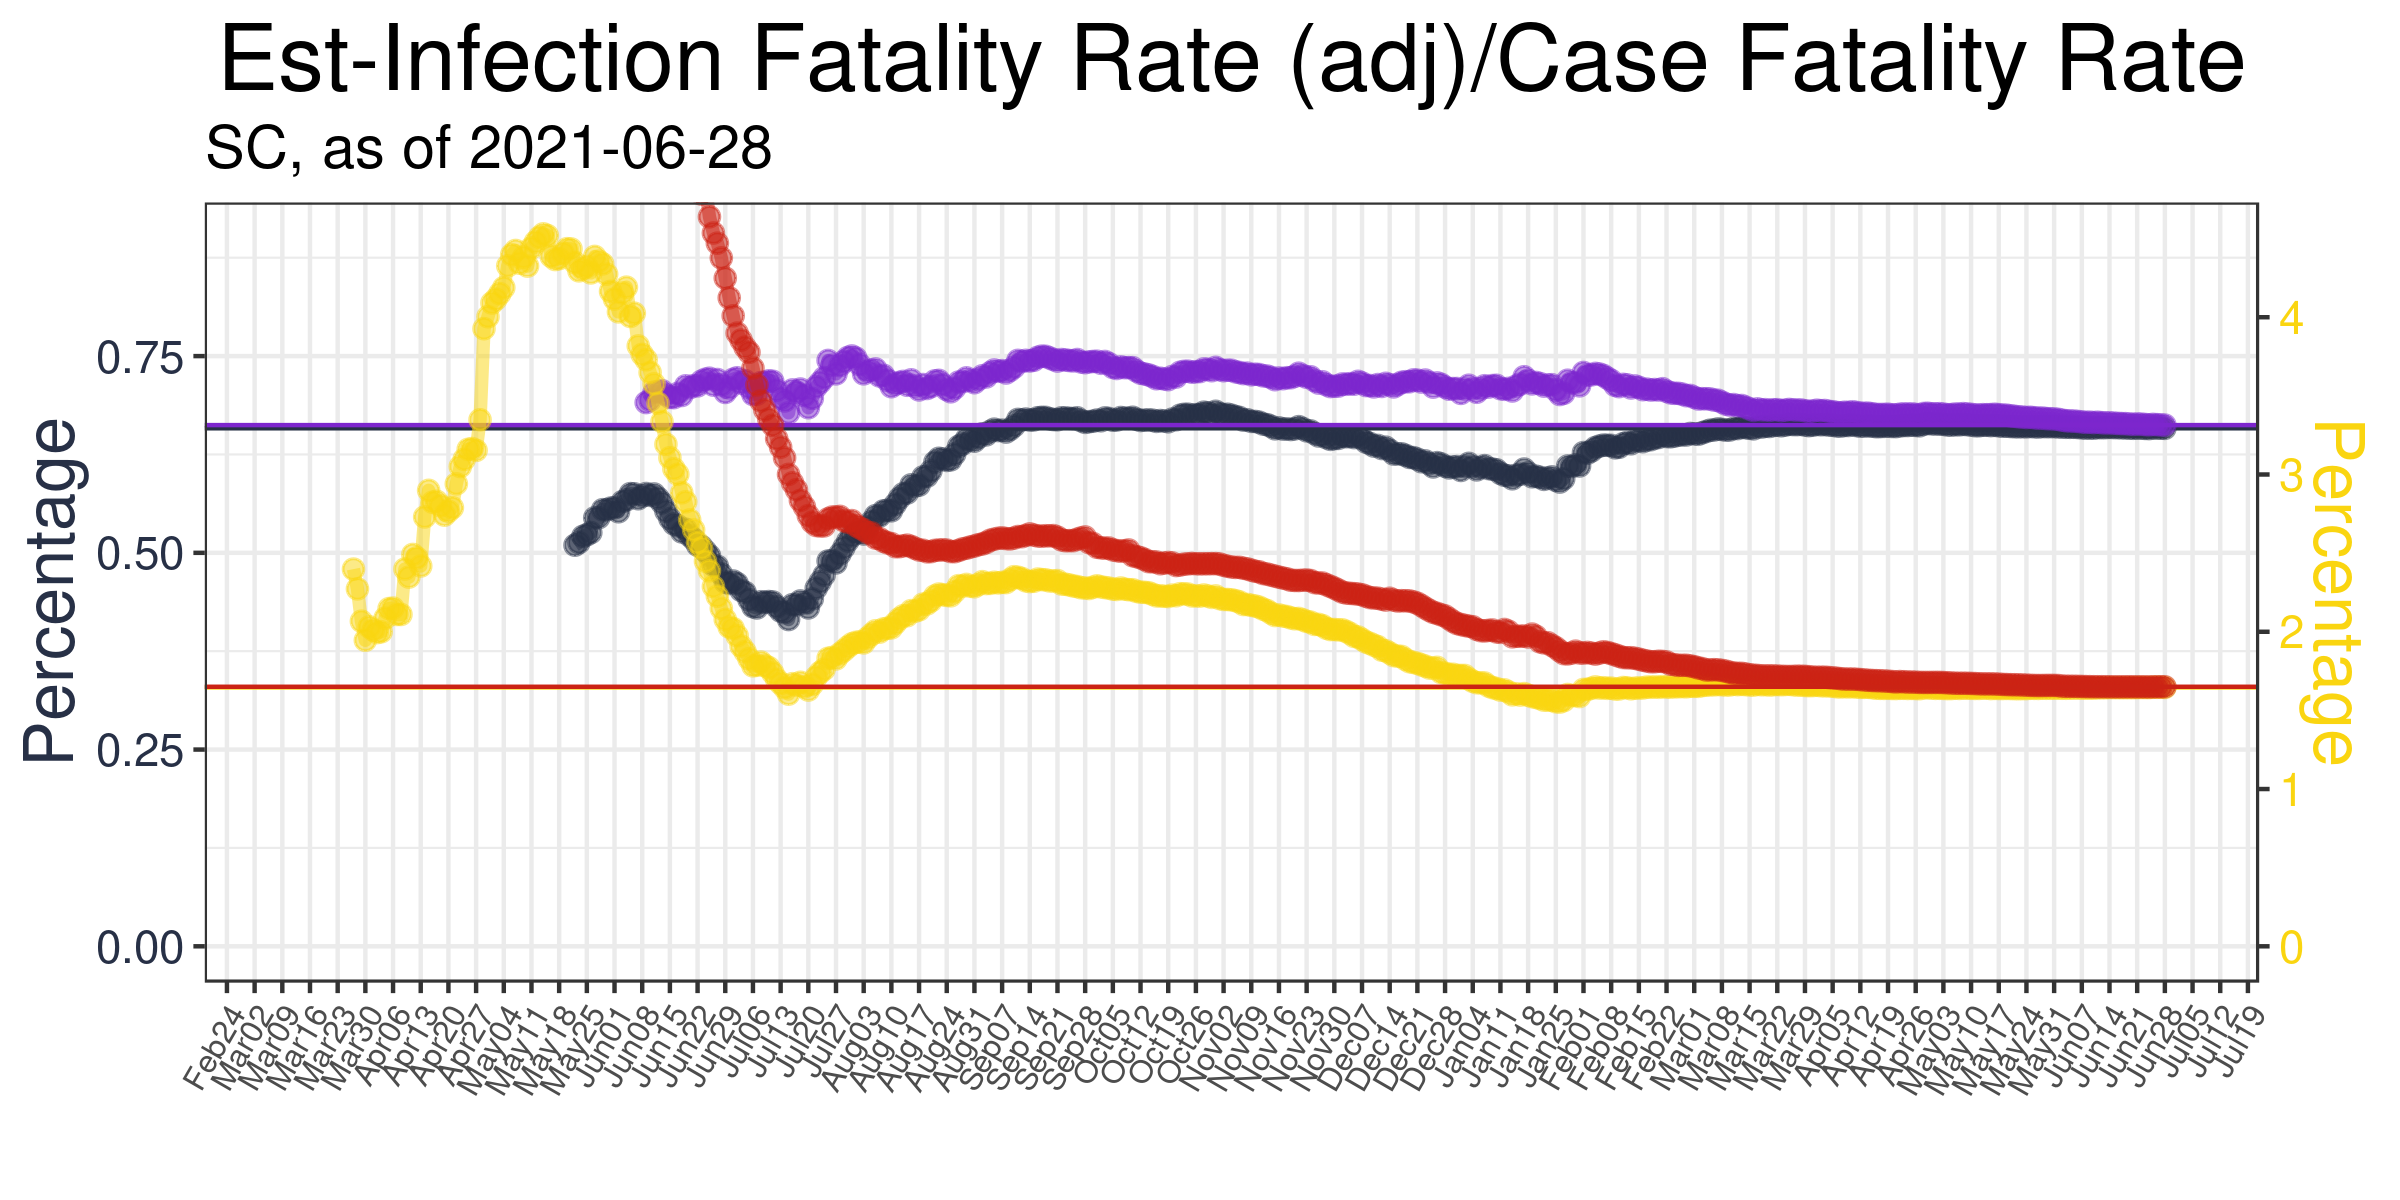 Est-Infection Fatality Rate (adj)/Case Fatality Rate
SC, as of 2021-06-28
Percentage
0.75
0.50
0.25
0.00
4
3
2
1
0
Percentage
Feb24
Mar02
Mar09
Mar16
Mar23
Mar30
Apr06
Apr13
Apr20
Apr27
May04
May11
May18
May25
Jun01
Jun08
Jun15
Jun22
Jun29
Jul06
Jul13
Jul20
Jul27
Aug03
Aug10
Aug17
Aug24
Aug31
Sep07
Sep14
Sep21
Sep28
Oct05
Oct12
Oct19
Oct26
Nov02
Nov09
Nov16
Nov23
Nov30
Dec07
Dec14
Dec21
Dec28
Jan04
Jan11
Jan18
Jan25
Feb01
Feb08
Feb15
Feb22
Mar01
Mar08
Mar15
Mar22
Mar29
Apr05
Apr12
Apr19
Apr26
May03
May10
May17
May24
May31
Jun07
Jun14
Jun21
Jun28
Jul05
Jul12
Jul19